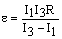 ε = I₁I₃R / (I₃ − I₁)